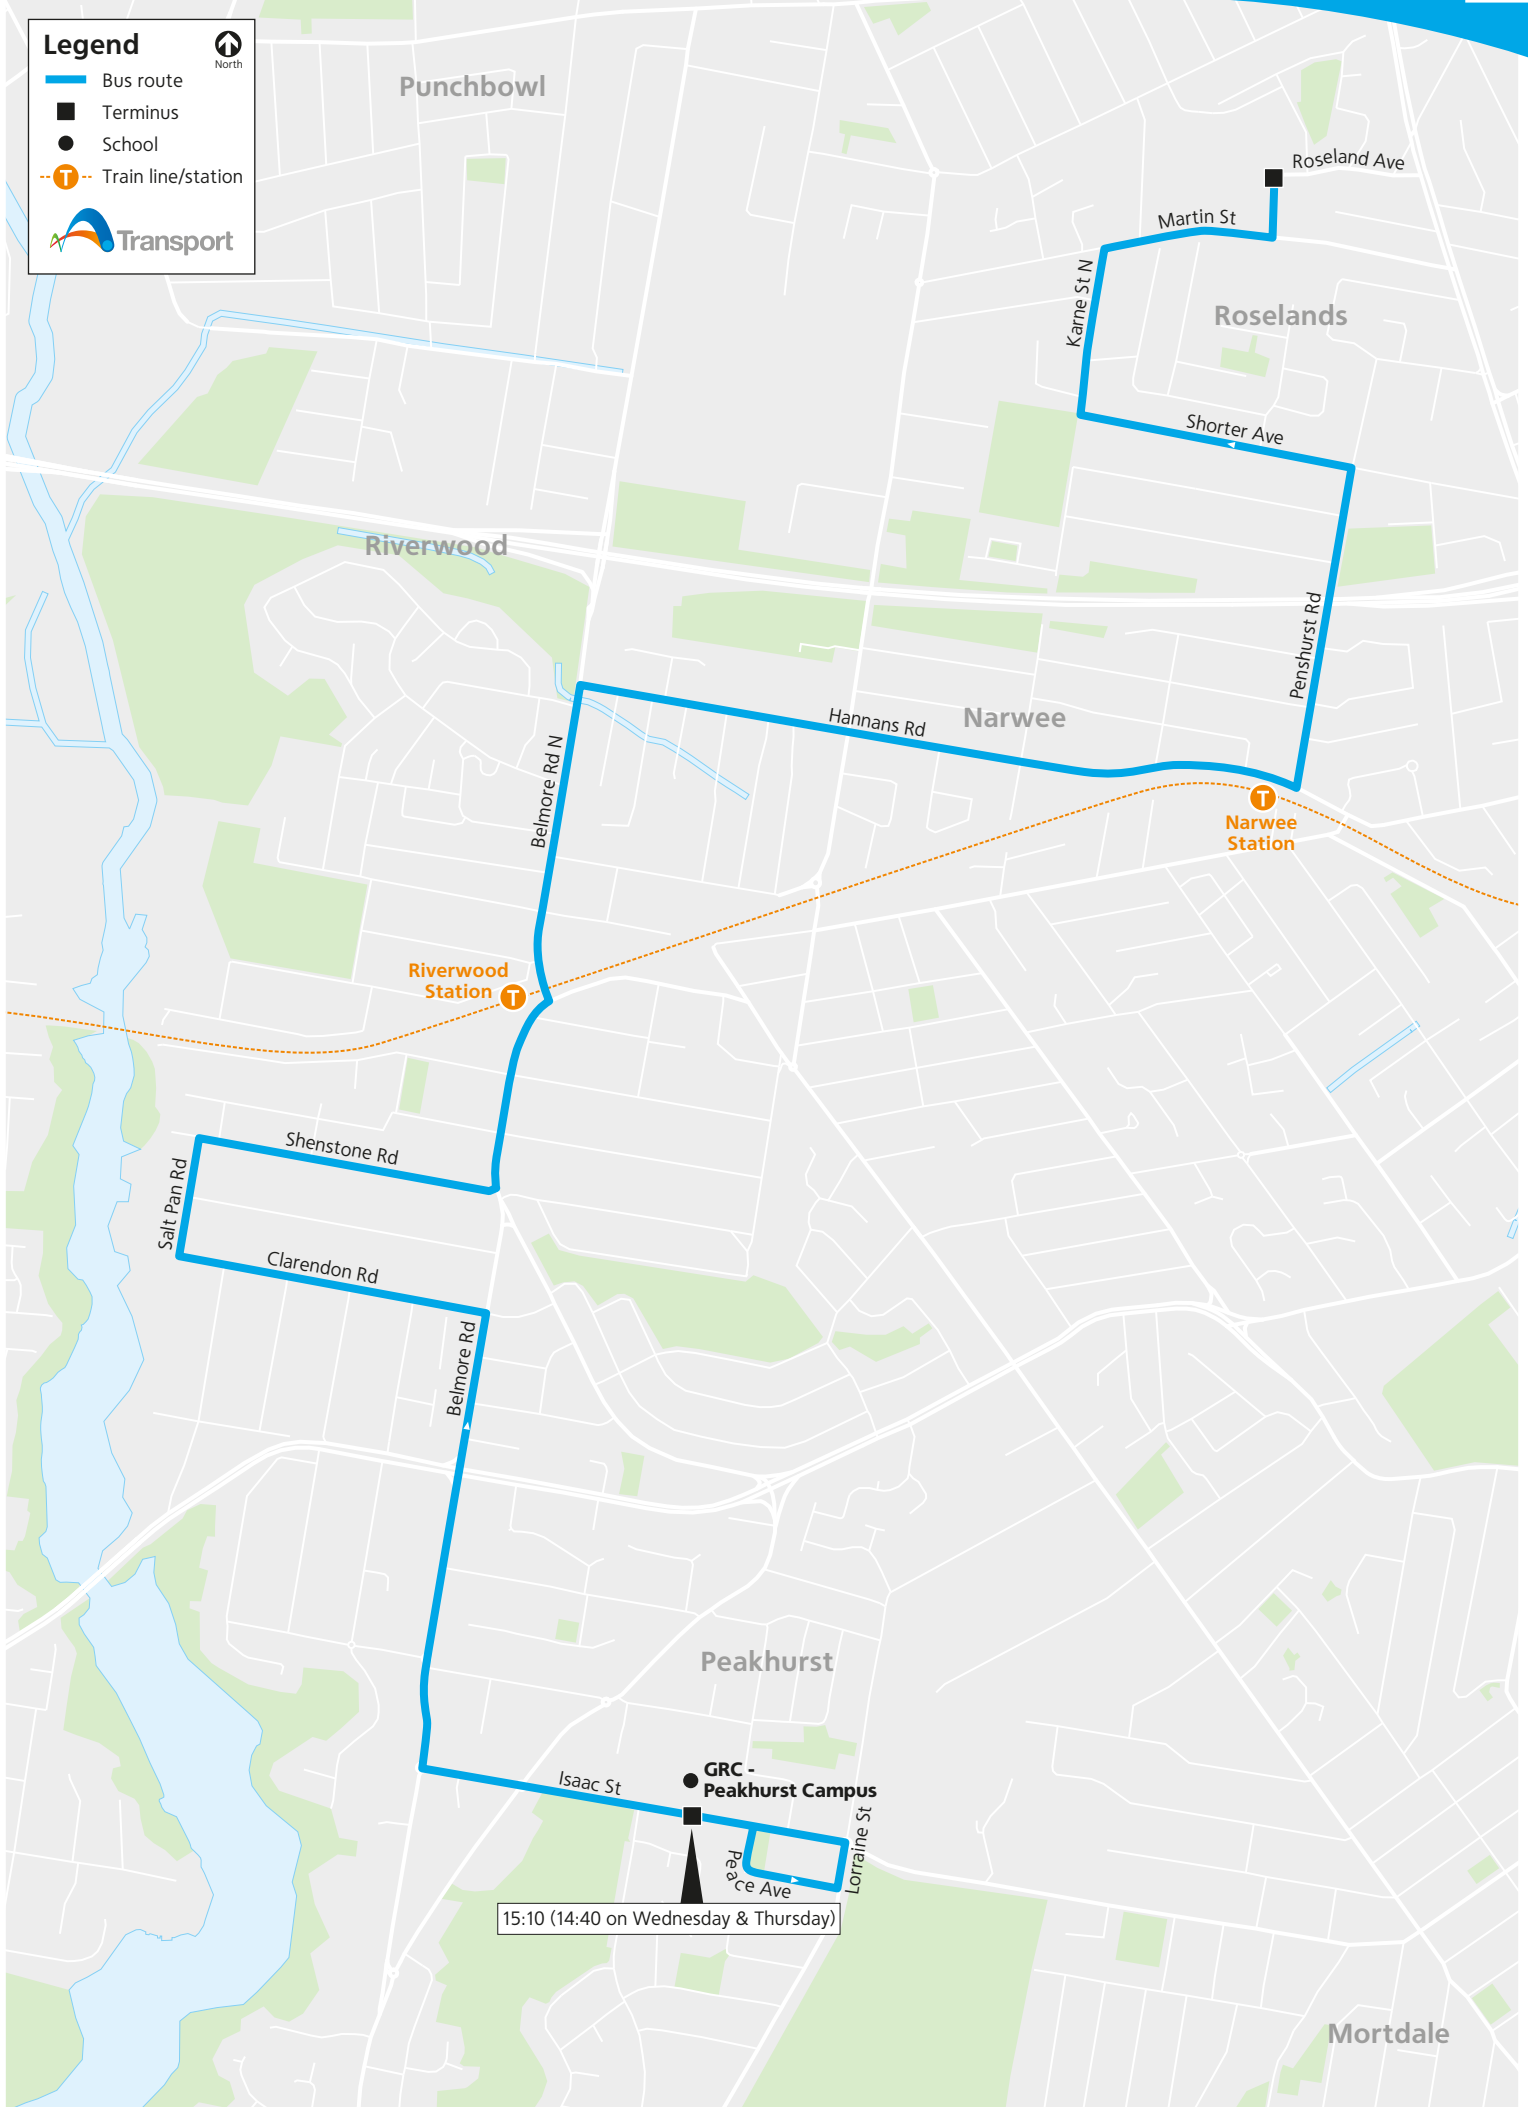 Legend
North
Bus route
Terminus
School
T
Train line/station
Transport
Punchbowl
Roseland Ave
Martin St
Karne St N
Roselands
Shorter Ave
Riverwood
Penshurst Rd
Hannans Rd
Narwee
Belmore Rd N
T
Narwee
Station
Riverwood
Station
T
Shenstone Rd
Salt Pan Rd
Clarendon Rd
Belmore Rd
Peakhurst
GRC -
Peakhurst Campus
Isaac St
Lorraine St
Peace Ave
15:10 (14:40 on Wednesday & Thursday)
Mortdale